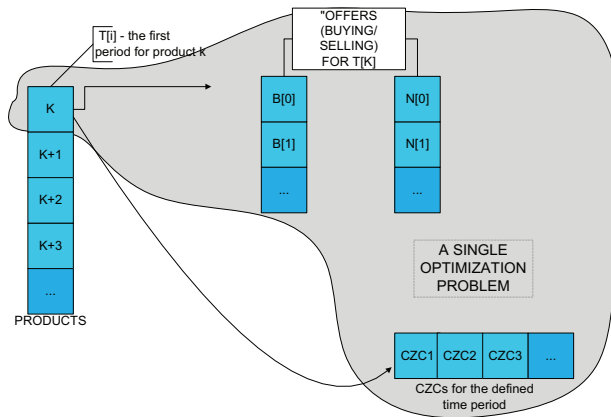 T[i] - the first
period for product k
"OFFERS
(BUYING/
SELLING)
FOR T[K]
K
K+1
K+2
K+3
...
PRODUCTS
B[0]
B[1]
...
N[0]
N[1]
...
A SINGLE
OPTIMIZATION
PROBLEM
CZC1 CZC2 CZC3 ...
CZCs for the defined
time period